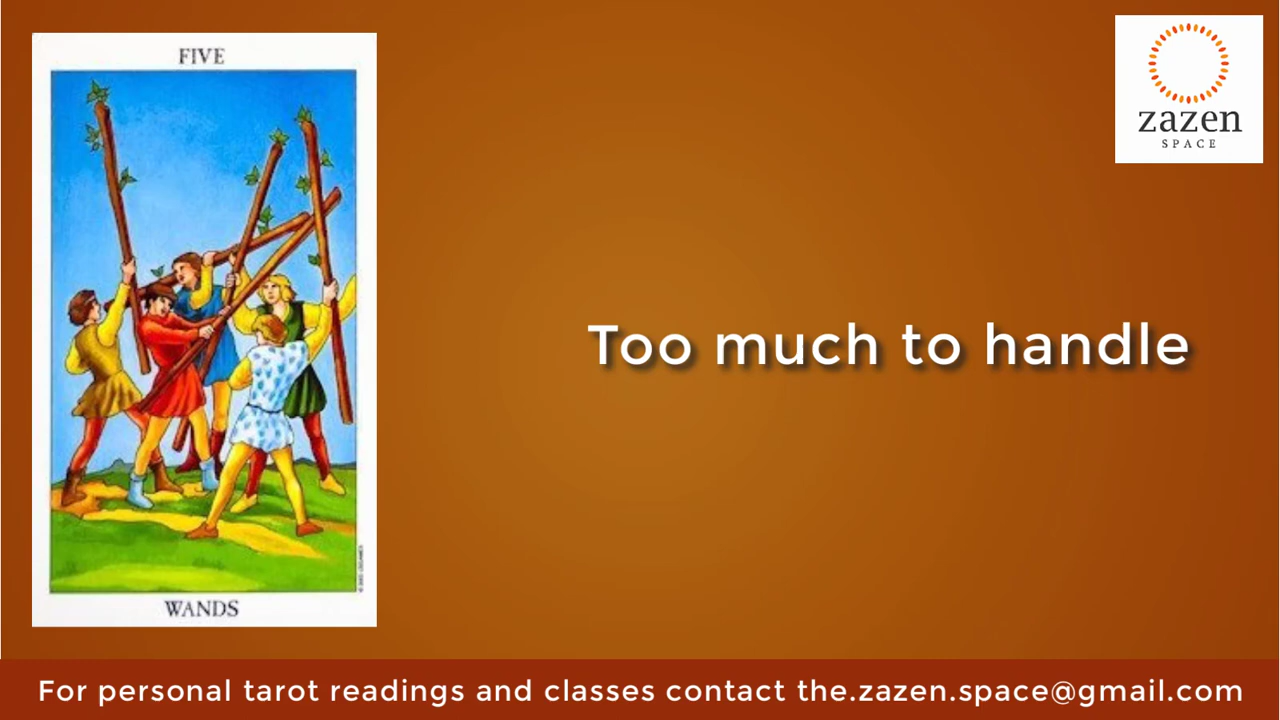 FIVE
WANDS
zazen
SPACE
Too much to handle
For personal tarot readings and classes contact the.zazen.space@gmail.com